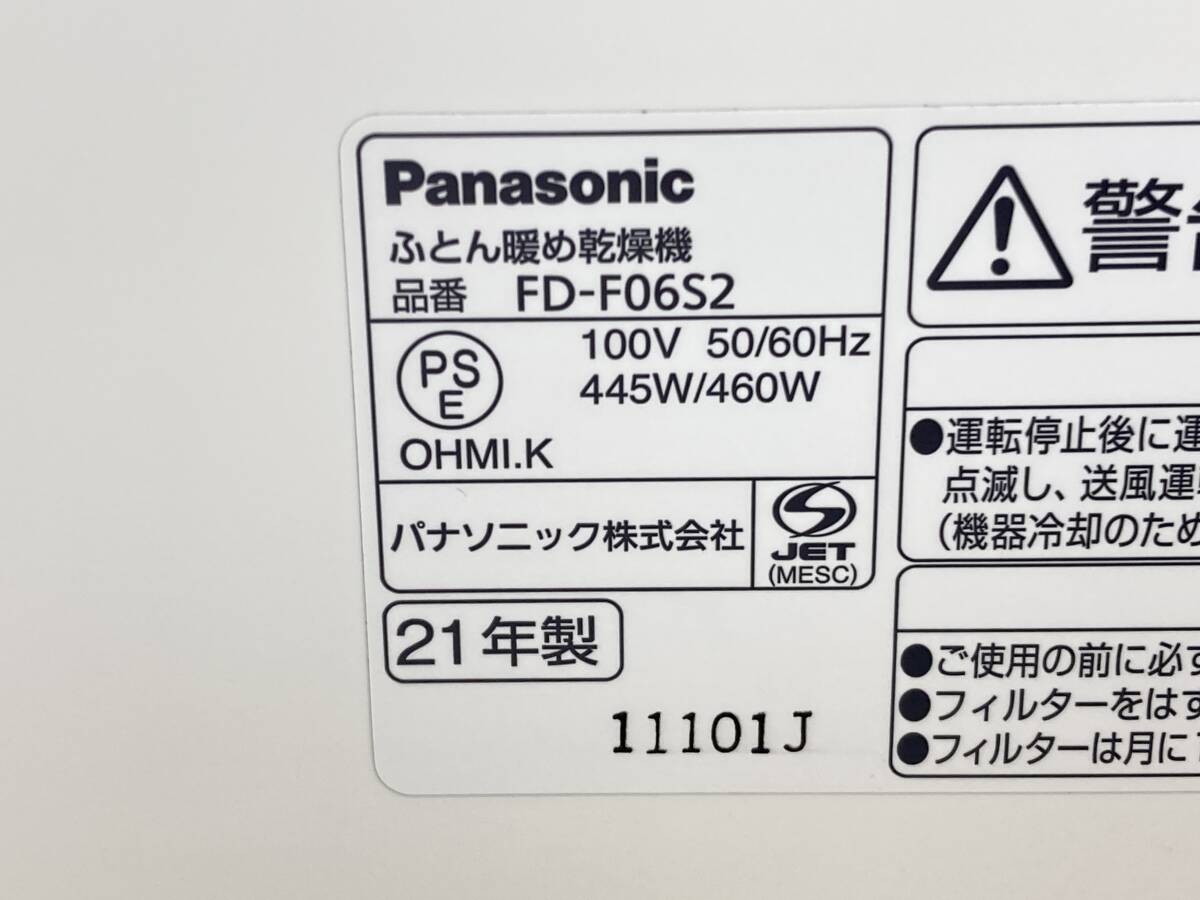 Panasonic
ふとん暖め乾燥機
品番 FD-F06S2
PS
E
100V 50/60Hz
445W/460W
OHMI.K
パナソニック株式会社
JET
(MESC)
21年製
11101J
警
●運転停止後に運
点滅し、送風運転
(機器冷却のため
●ご使用の前に必ず
●フィルターをはず
●フィルターは月に1